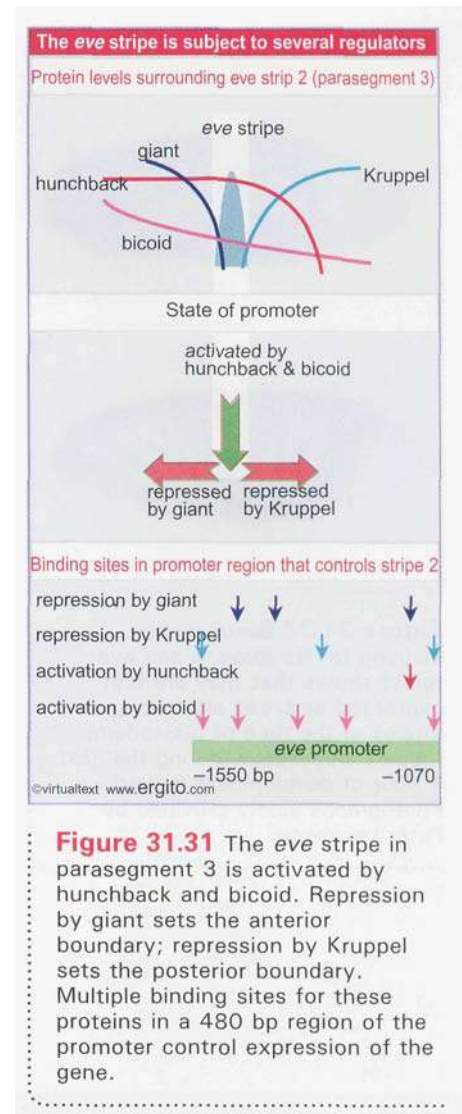 The eve stripe is subject to several regulators
Protein levels surrounding eve strip 2 (parasegment 3)
eve stripe
giant
hunchback
Kruppel
bicoid
State of promoter
activated by
hunchback & bicoid
repressed by giant
repressed by Kruppel
Binding sites in promoter region that controls stripe 2
repression by giant
repression by Kruppel
activation by hunchback
activation by bicoid
eve promoter
–1550 bp
–1070
©virtualtext www.ergito.com
Figure 31.31 The eve stripe in
parasegment 3 is activated by
hunchback and bicoid. Repression
by giant sets the anterior
boundary; repression by Kruppel
sets the posterior boundary.
Multiple binding sites for these
proteins in a 480 bp region of the
promoter control expression of the
gene.